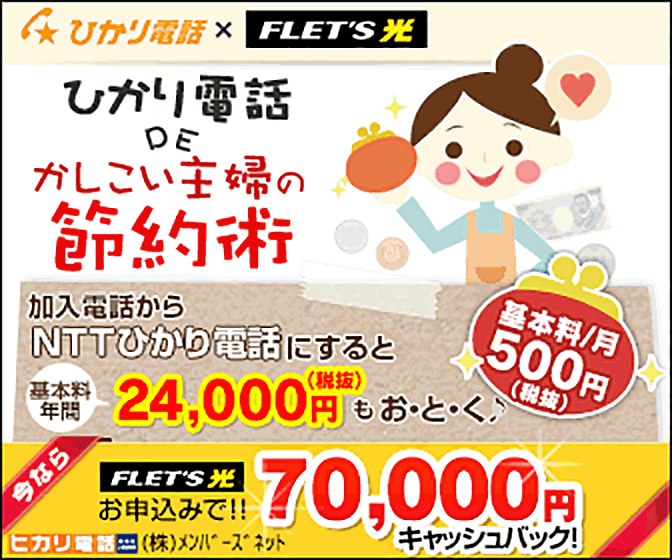 ひかり電話 × FLET'S 光
ひかり電話
DE
かしこい主婦の
節約術
加入電話から
NTTひかり電話にすると
基本料/月
500円
(税抜)
基本料
年間
24,000円(税抜)もお・と・く♪
今なら
FLET'S 光
お申込みで!!
70,000円
キャッシュバック!
ヒカリ電話 (株)メンバーズネット